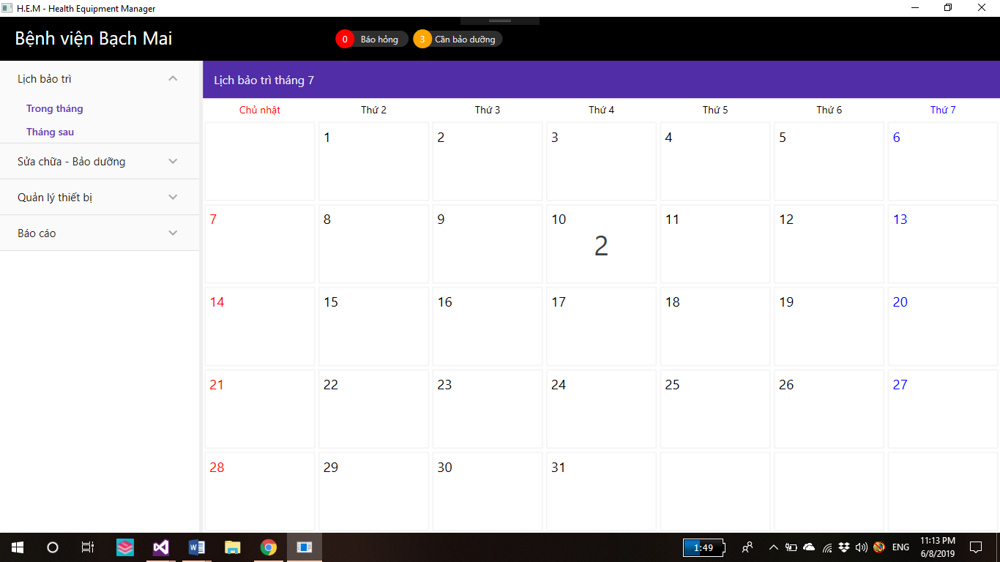 H.E.M - Health Equipment Manager
Bệnh viện Bạch Mai
0 Báo hỏng 3 Cần bảo dưỡng
Lịch bảo trì
Trong tháng
Tháng sau
Sửa chữa - Bảo dưỡng
Quản lý thiết bị
Báo cáo
Lịch bảo trì tháng 7
Chủ nhật Thứ 2 Thứ 3 Thứ 4 Thứ 5 Thứ 6 Thứ 7
1 2 3 4 5 6
7 8 9 10 11 12 13
2
14 15 16 17 18 19 20
21 22 23 24 25 26 27
28 29 30 31
1:49
ENG
11:13 PM
6/8/2019